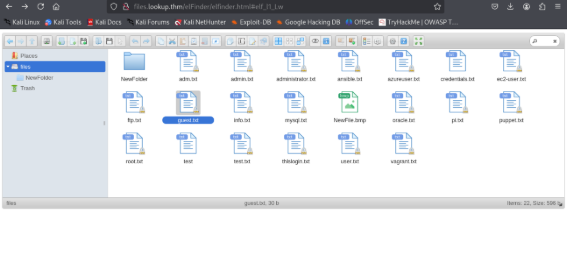 files.lookup.thm/elFinder/elfinder.html#elf_l1_Lw
Kali Linux Kali Tools Kali Docs Kali Forums Kali NetHunter Exploit-DB Google Hacking DB OffSec TryHackMe | OWASP T...
Places
files
NewFolder
Trash
NewFolder adm.txt admin.txt administrator.txt ansible.txt azureuser.txt credentials.txt ec2-user.txt
ftp.txt guest.txt info.txt mysql.txt NewFile.bmp oracle.txt pi.txt puppet.txt
root.txt test test.txt thislogin.txt user.txt vagrant.txt
files guest.txt, 30 b Items: 22, Size: 596 b